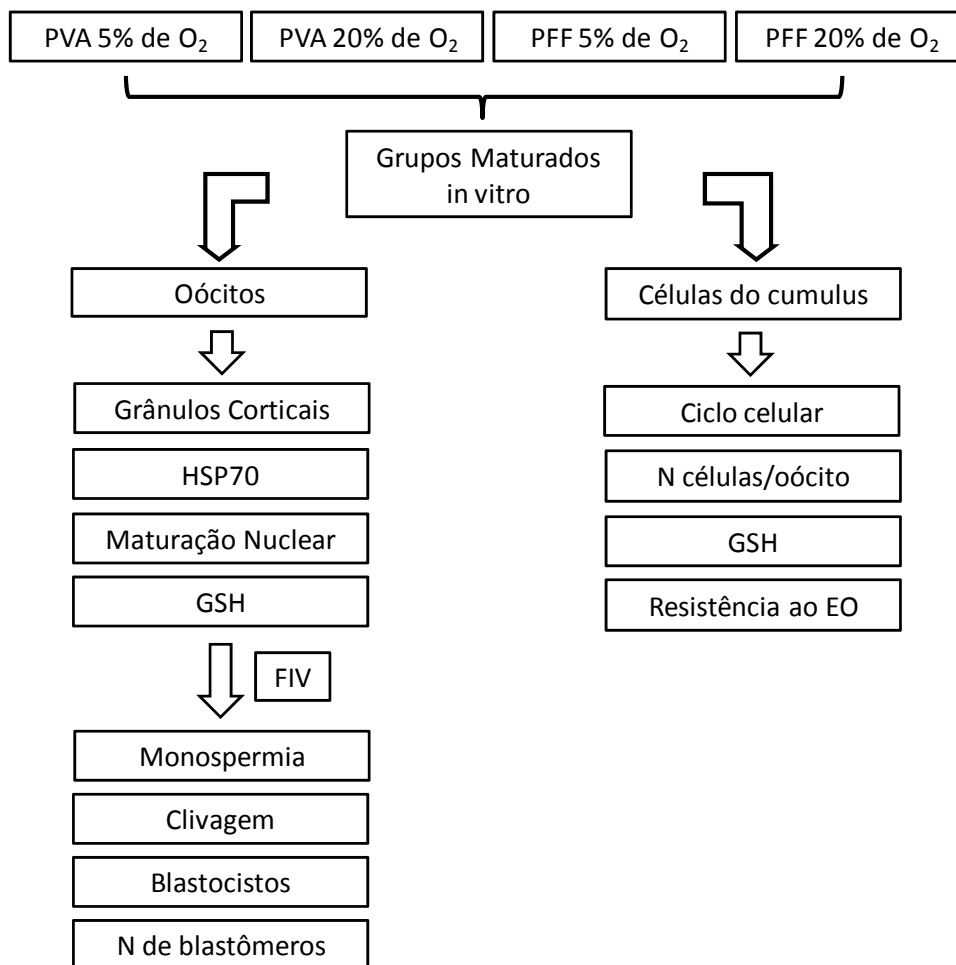 PVA 5% de O₂
PVA 20% de O₂
PFF 5% de O₂
PFF 20% de O₂
Grupos Maturados
in vitro
Oócitos
Grânulos Corticais
HSP70
Maturação Nuclear
GSH
FIV
Monospermia
Clivagem
Blastocistos
N de blastômeros
Células do cumulus
Ciclo celular
N células/oócito
GSH
Resistência ao EO